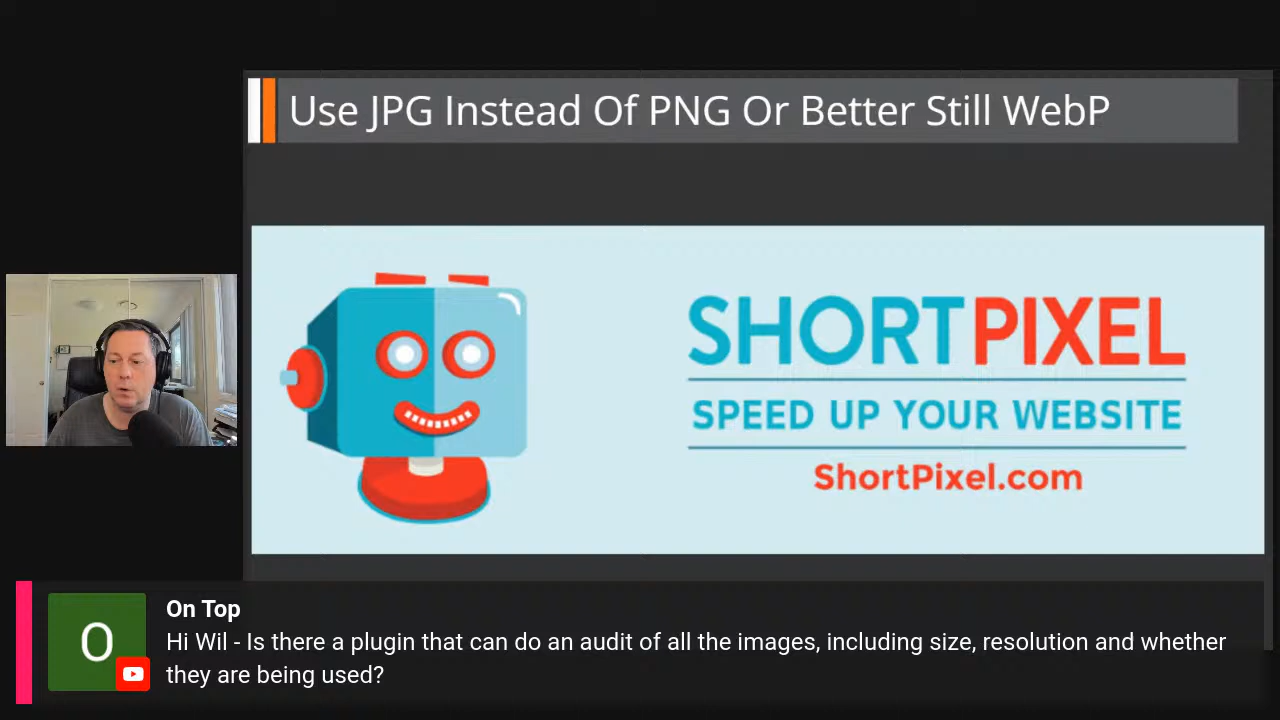 Use JPG Instead Of PNG Or Better Still WebP
SHORTPIXEL
SPEED UP YOUR WEBSITE
ShortPixel.com
O
On Top
Hi Wil - Is there a plugin that can do an audit of all the images, including size, resolution and whether
they are being used?